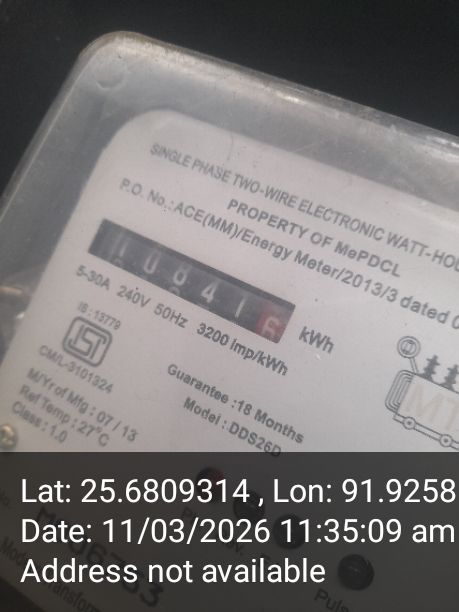 SINGLE PHASE TWO-WIRE ELECTRONIC WATT-HOU
PROPERTY OF MePDCL
P.O. No.:ACE(MM)/Energy Meter/2013/3 dated
0841 6 kWh
5-30A 240V 50Hz 3200 imp/kWh
IS : 13779
CM/L-3101324
M/Yr of Mfg : 07 / 13
Ref Temp : 27°C
Class : 1.0
Guarantee :18 Months
Model : DDS26D
MT
Lat: 25.6809314 , Lon: 91.9258
Date: 11/03/2026 11:35:09 am
Address not available